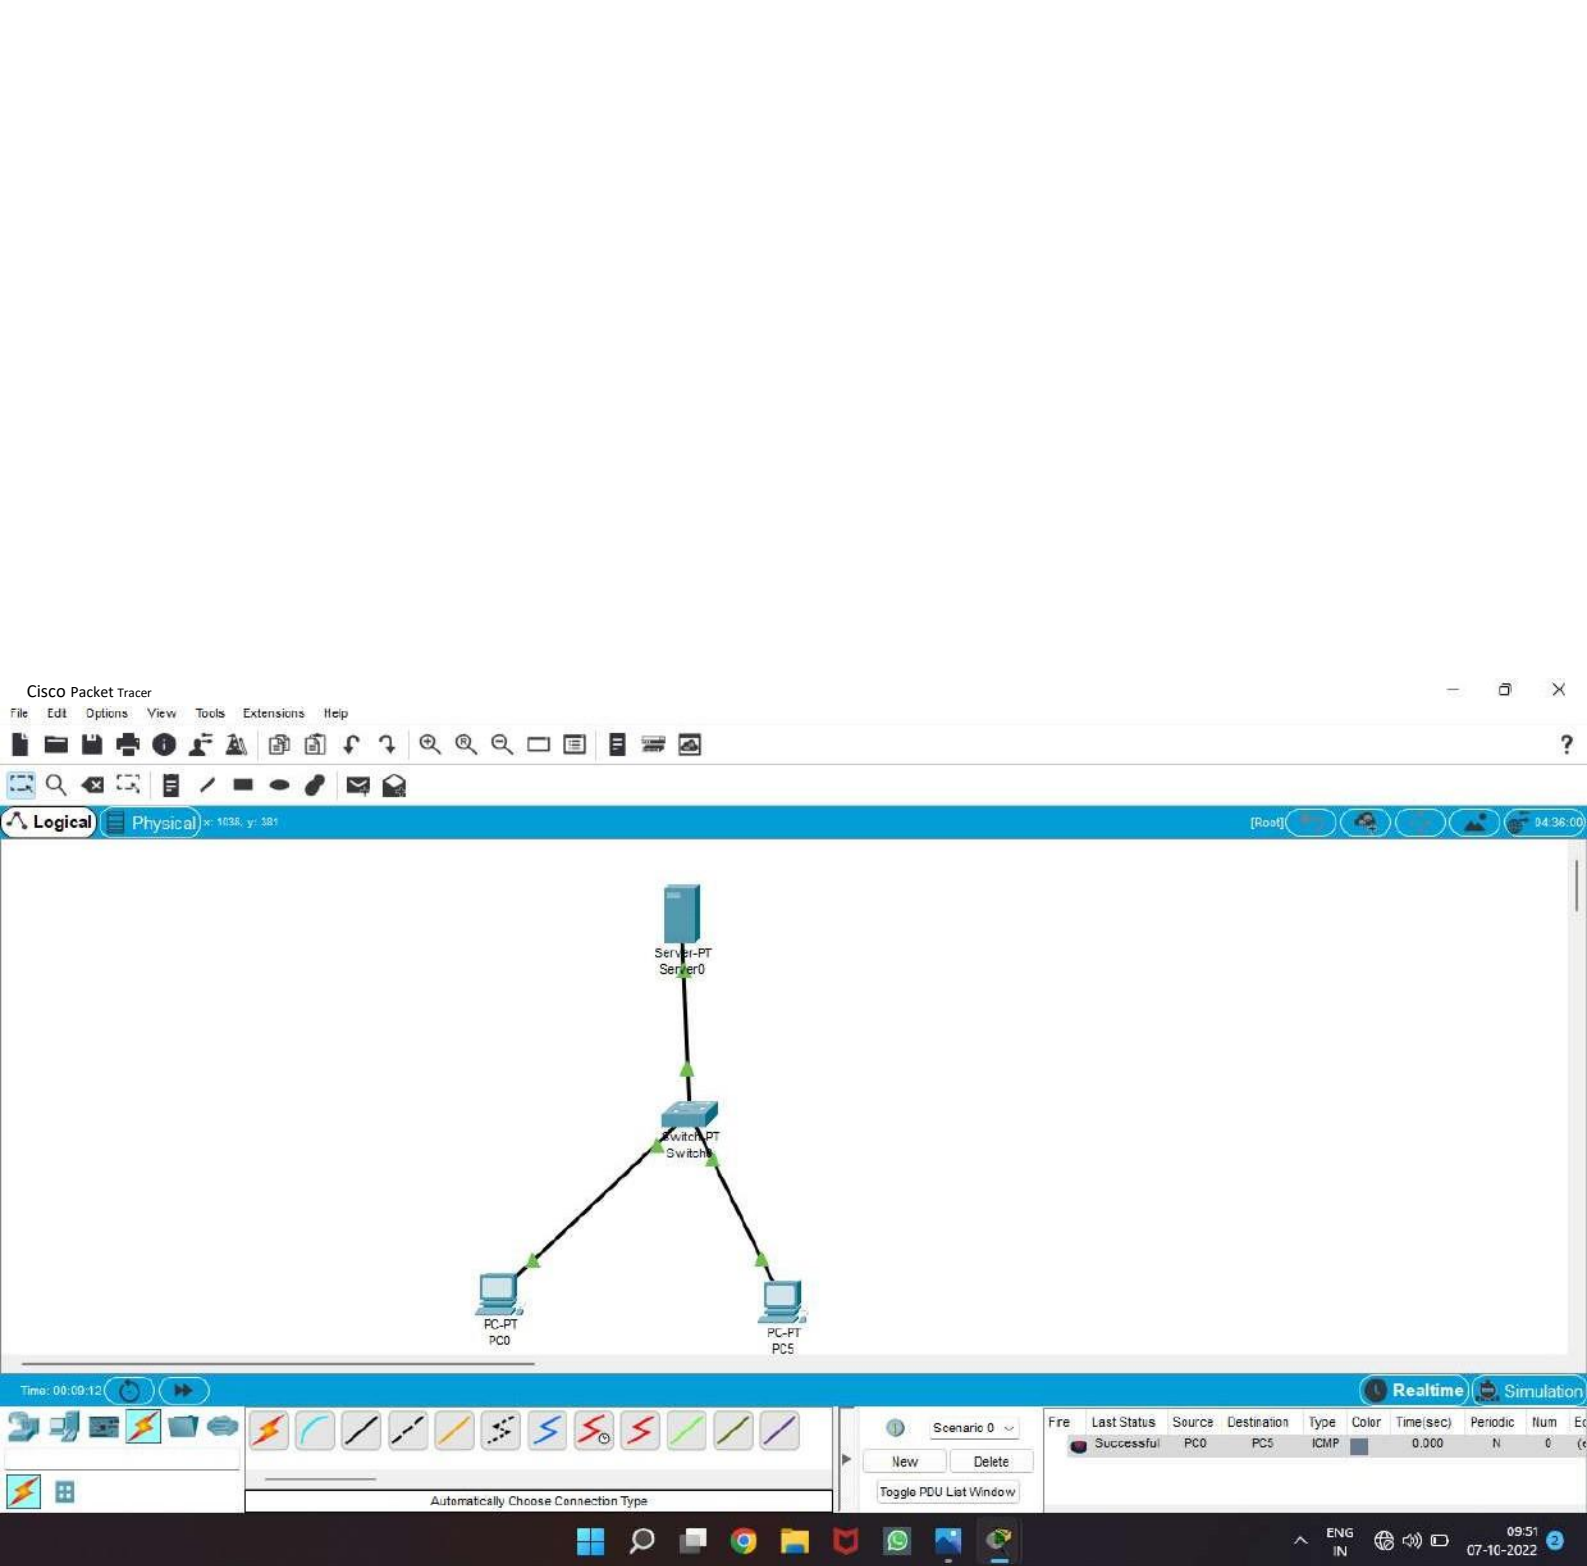 Cisco Packet Tracer
File Edit Options View Tools Extensions Help
?
Logical Physical x: 1038, y: 381 [Root] 04:36:00
Server-PT
Server0
Switch-PT
Switch
PC-PT
PC0
PC-PT
PC5
Time: 00:09:12 Realtime Simulation
Scenario 0
New Delete
Toggle PDU List Window
Fire Last Status Source Destination Type Color Time(sec) Periodic Num Ed
Successful PC0 PC5 ICMP 0.000 N 0 (e
Automatically Choose Connection Type
ENG
IN
09:51
07-10-2022
2